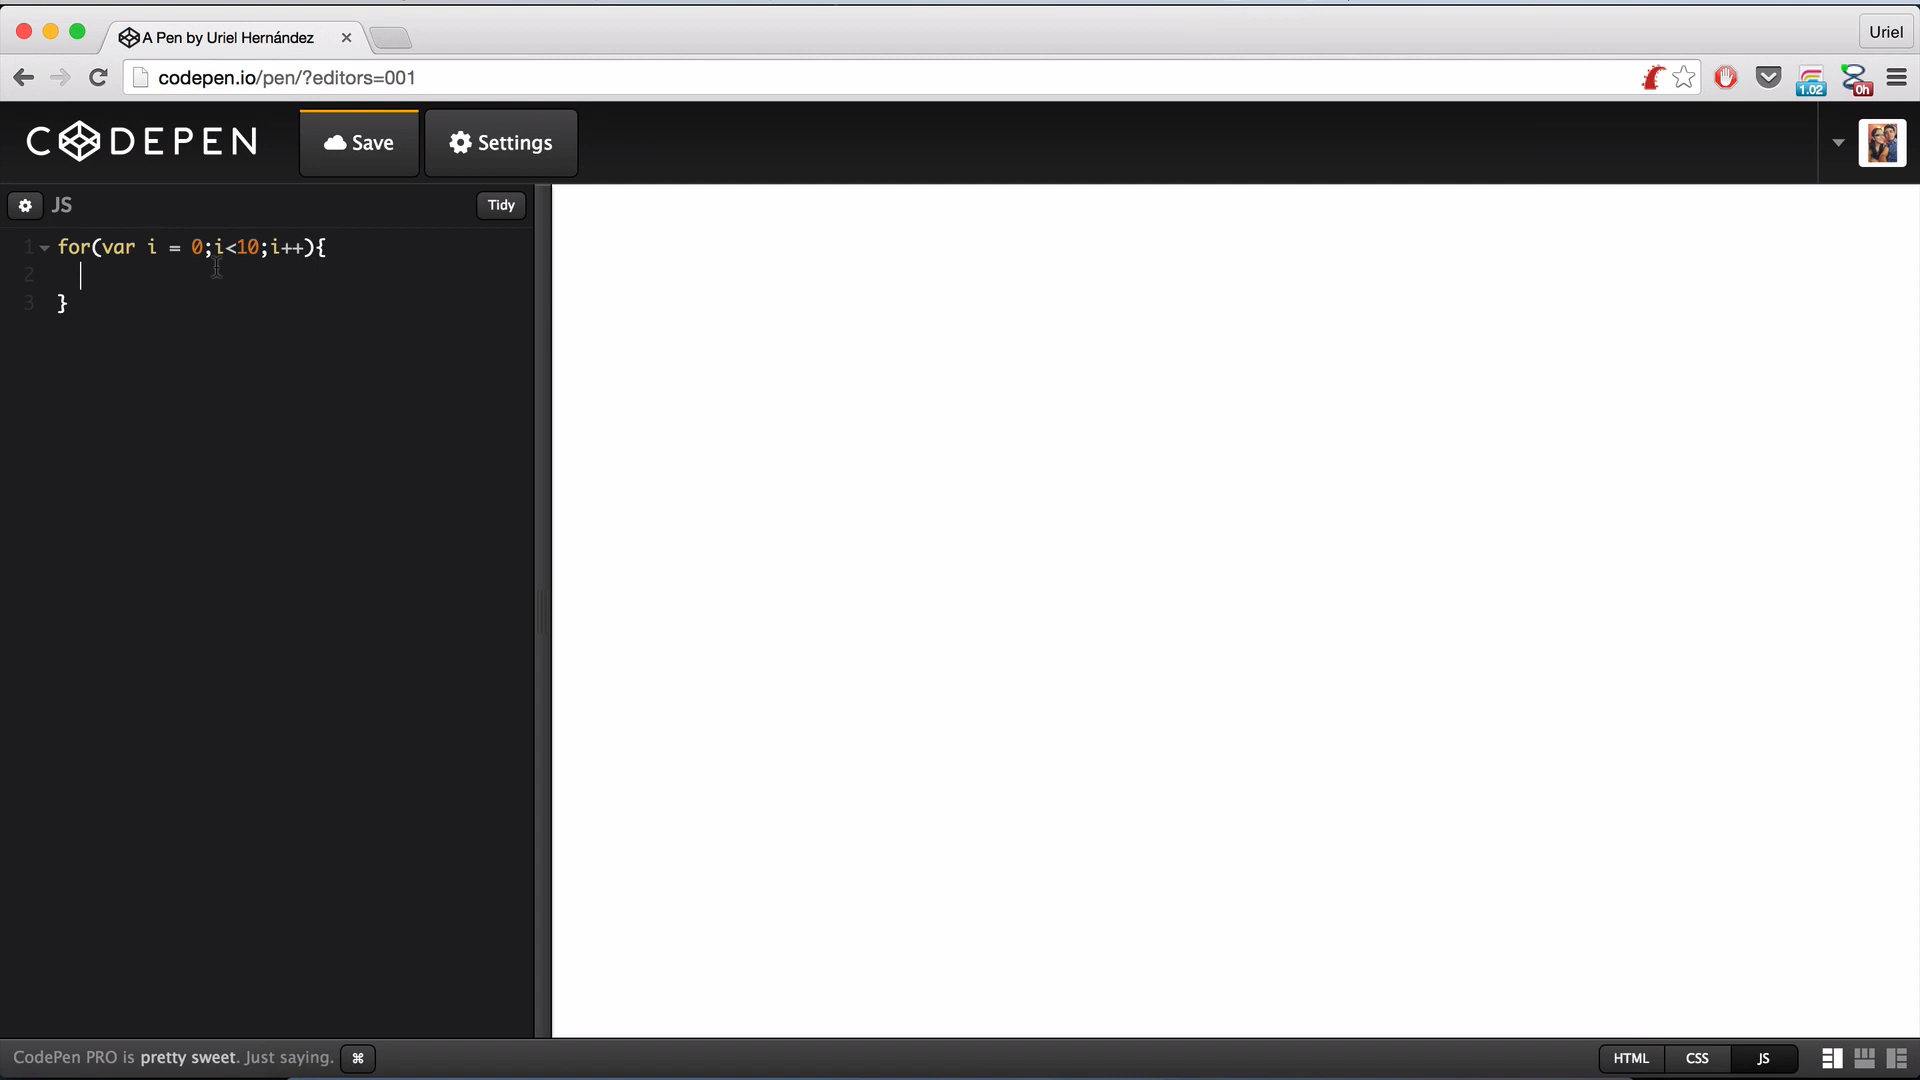 A Pen by Uriel Hernández
Uriel
codepen.io/pen/?editors=001
1.02
0h
CODEPEN
Save
Settings
JS
Tidy
1 for(var i = 0;i<10;i++){
2
3 }
CodePen PRO is pretty sweet. Just saying. ⌘
HTML
CSS
JS